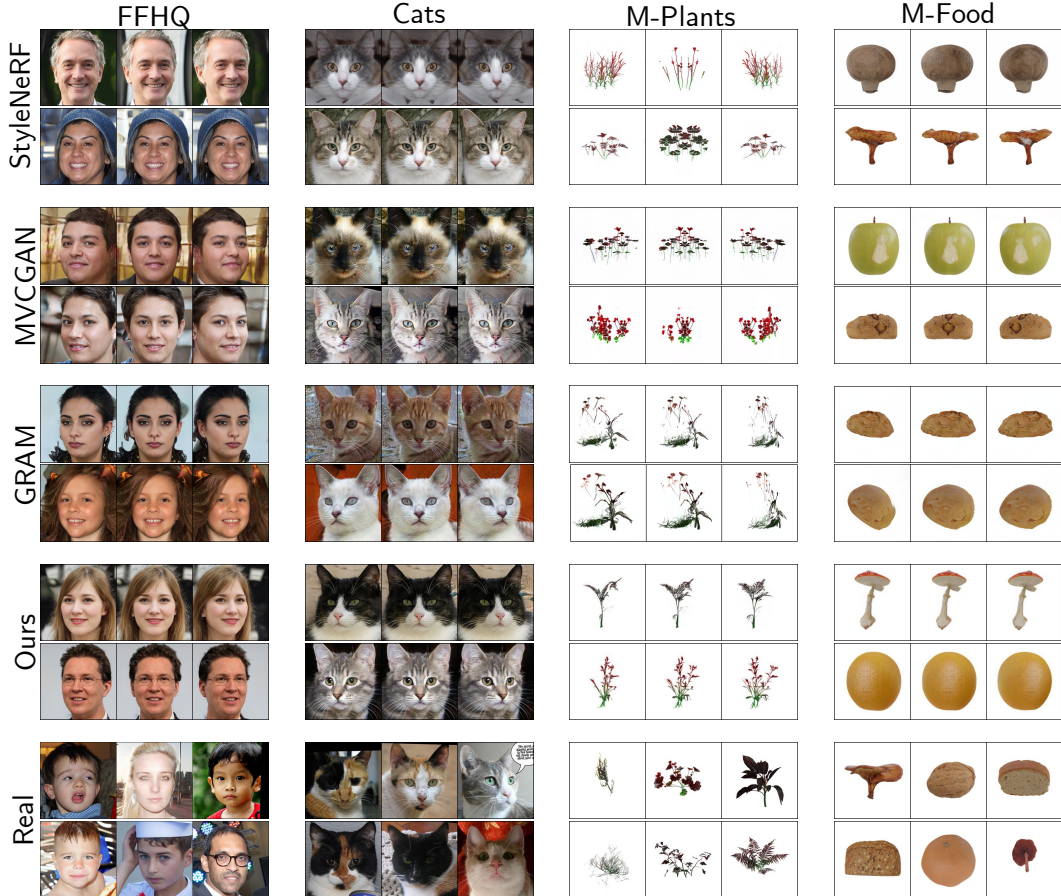 FFHQ Cats M-Plants M-Food
StyleNeRF
MVCGAN
GRAM
Ours
Real